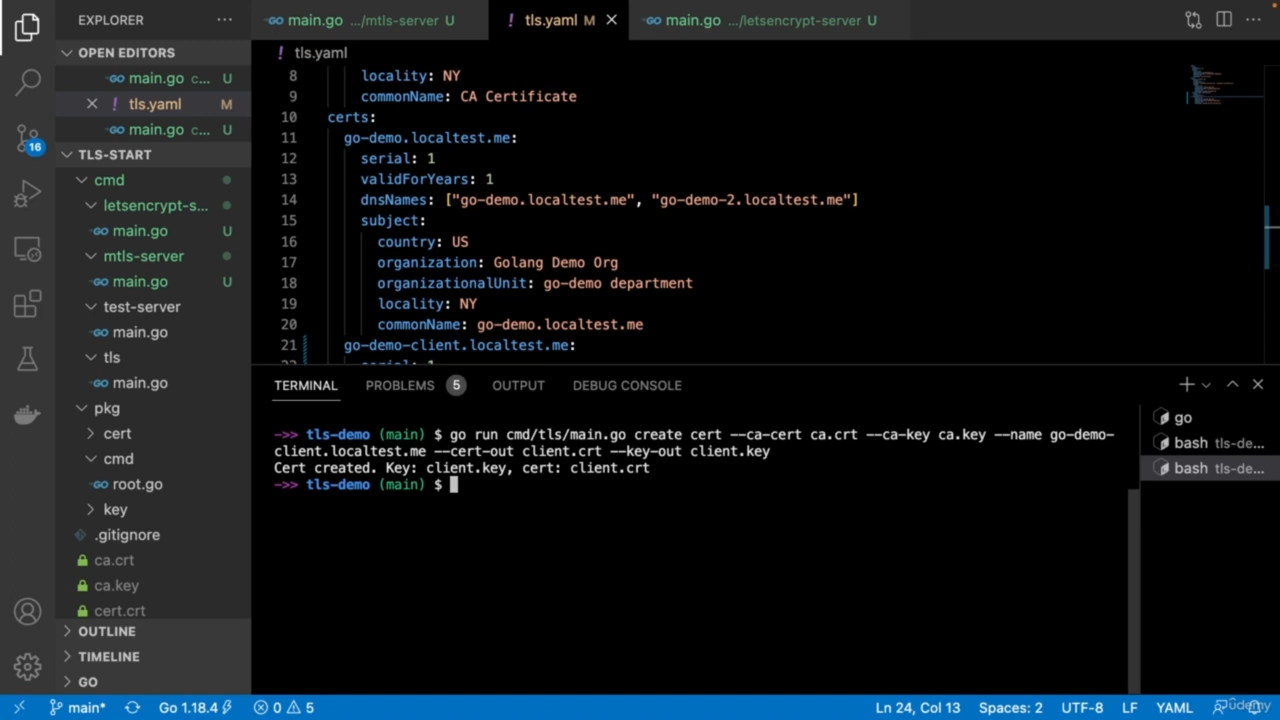 EXPLORER
main.go .../mtls-server U
! tls.yaml M
main.go .../letsencrypt-server U
OPEN EDITORS
main.go c... U
! tls.yaml M
main.go c... U
TLS-START
cmd
letsencrypt-s...
main.go U
mtls-server
main.go U
test-server
main.go
tls
main.go
pkg
cert
cmd
root.go
key
.gitignore
ca.crt
ca.key
cert.crt
OUTLINE
TIMELINE
GO
16
! tls.yaml
8 locality: NY
9 commonName: CA Certificate
10 certs:
11 go-demo.localtest.me:
12 serial: 1
13 validForYears: 1
14 dnsNames: ["go-demo.localtest.me", "go-demo-2.localtest.me"]
15 subject:
16 country: US
17 organization: Golang Demo Org
18 organizationalUnit: go-demo department
19 locality: NY
20 commonName: go-demo.localtest.me
21 go-demo-client.localtest.me:
22 serial: 1
TERMINAL PROBLEMS 5 OUTPUT DEBUG CONSOLE
->> tls-demo (main) $ go run cmd/tls/main.go create cert --ca-cert ca.crt --ca-key ca.key --name go-demo-
client.localtest.me --cert-out client.crt --key-out client.key
Cert created. Key: client.key, cert: client.crt
->> tls-demo (main) $
go
bash tls-de...
bash tls-de...
main* Go 1.18.4 0 5 Ln 24, Col 13 Spaces: 2 UTF-8 LF YAML
Udemy